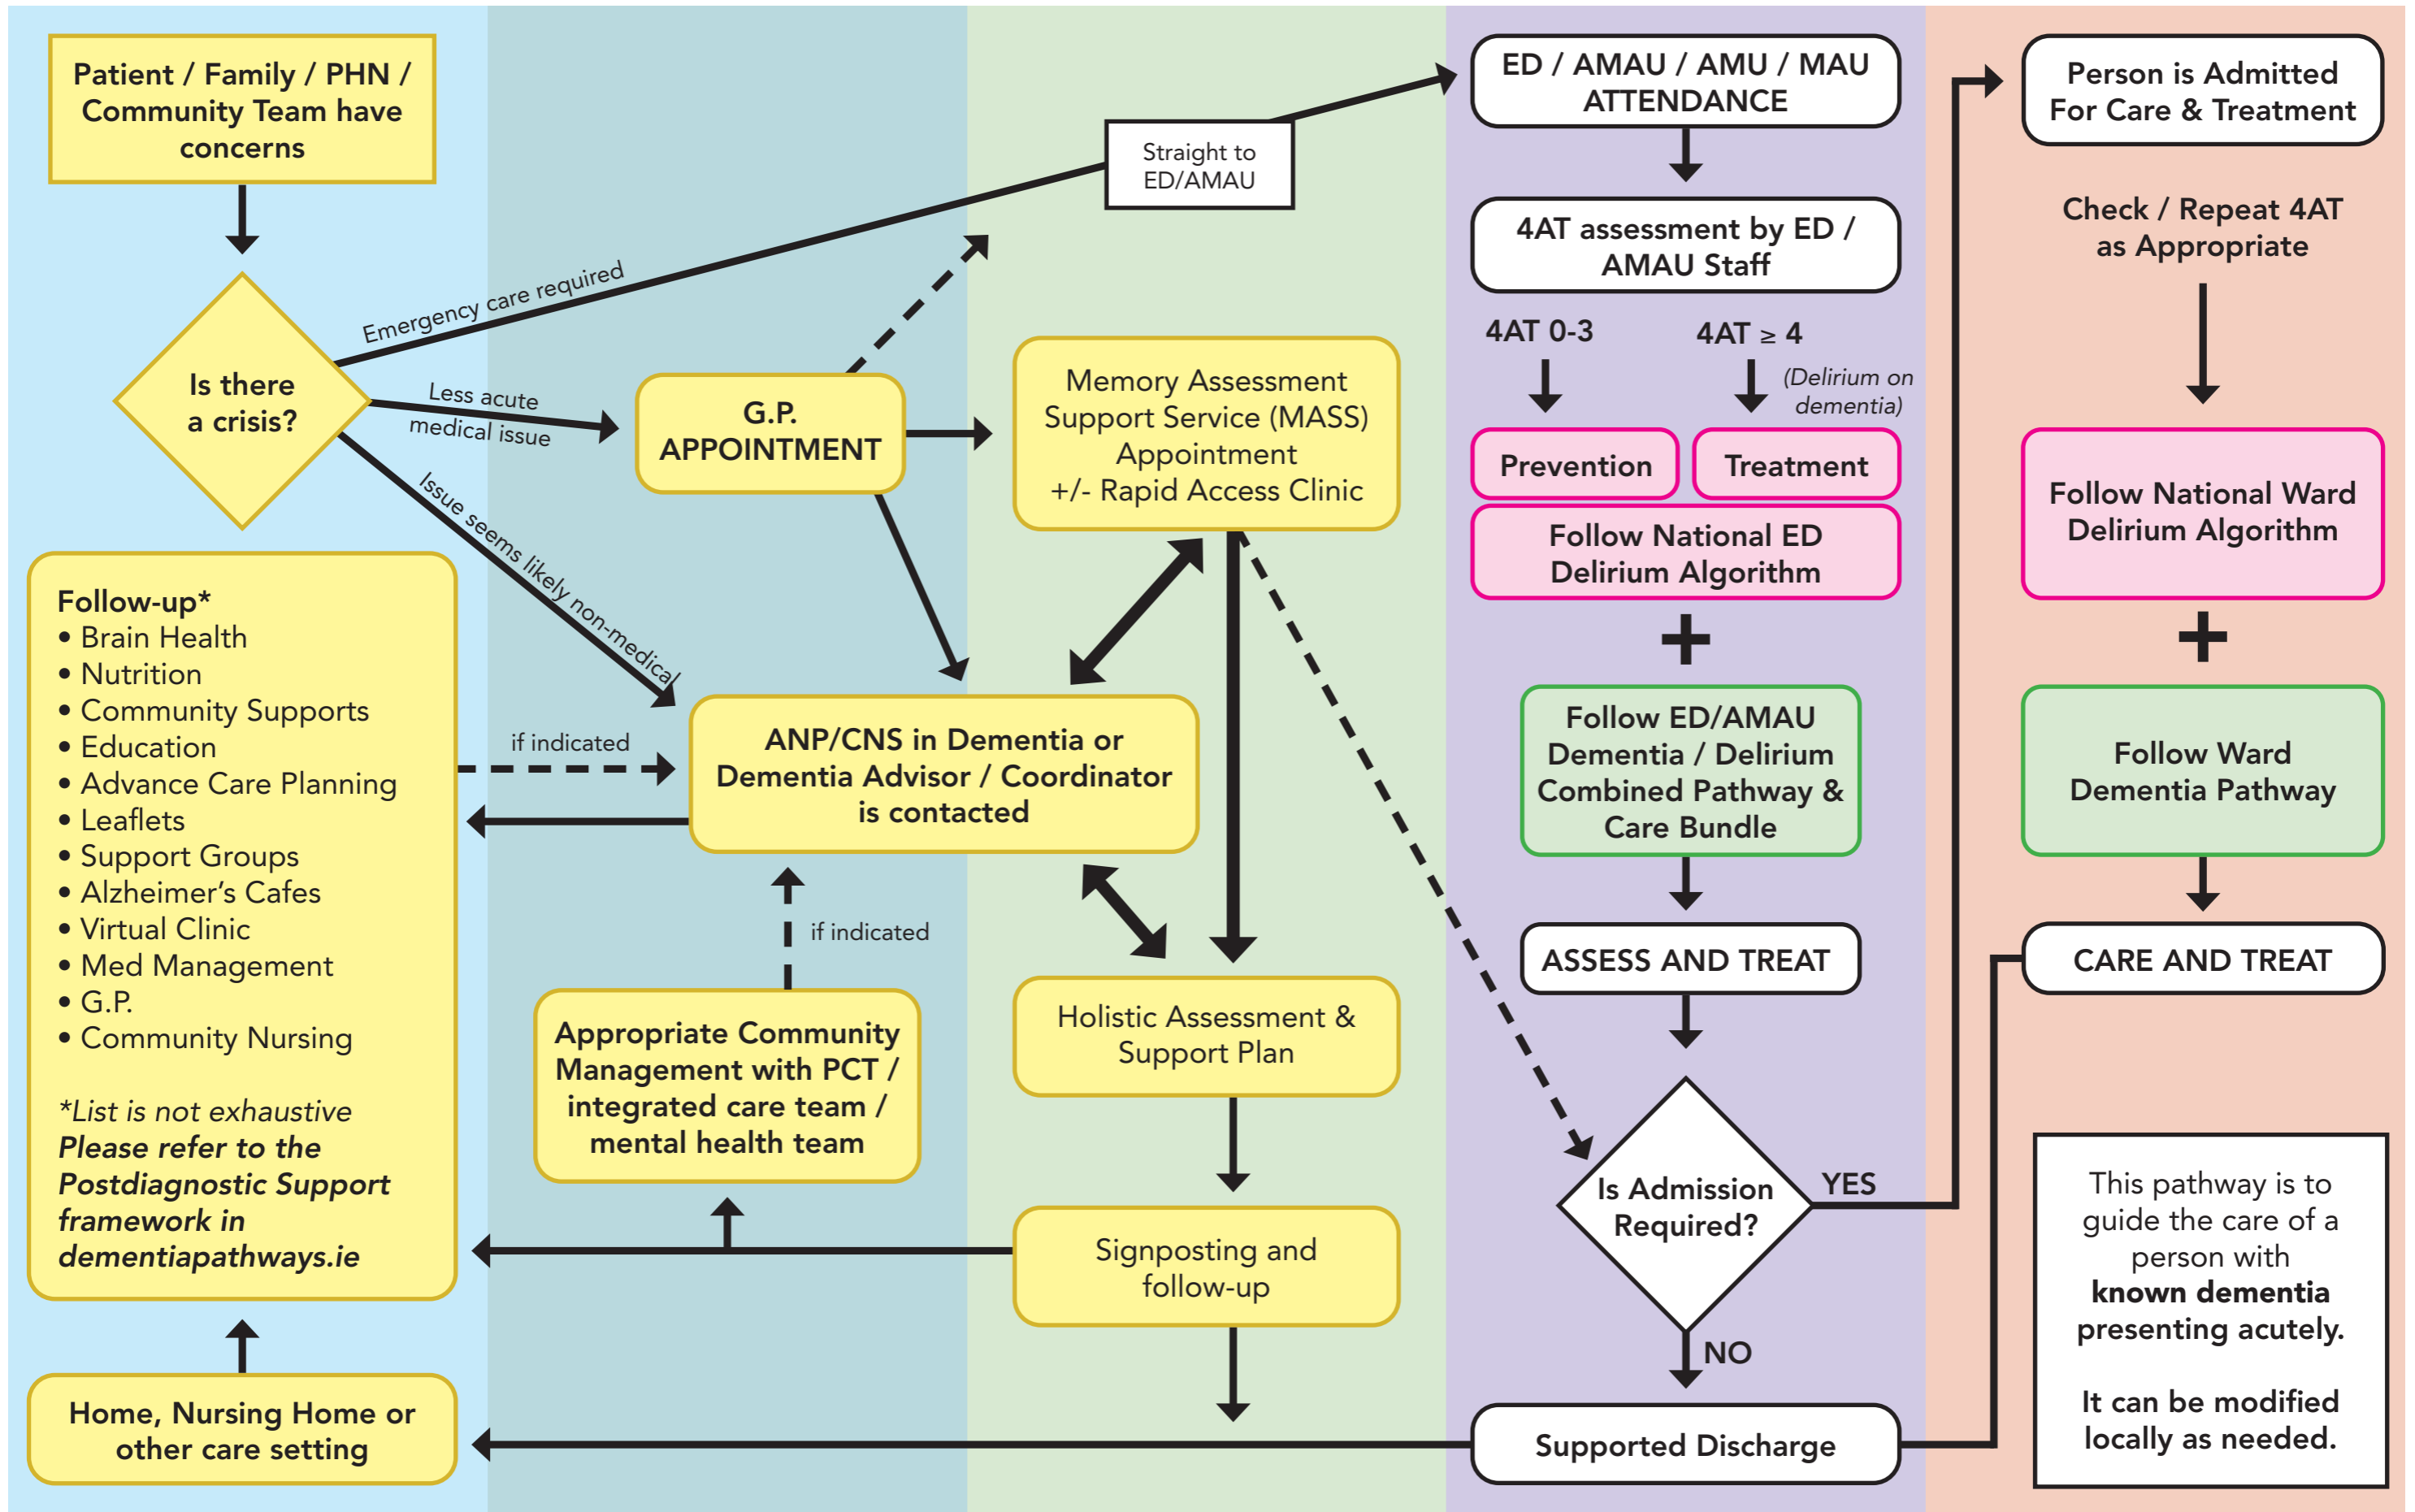 Patient / Family / PHN /
Community Team have
concerns
Is there
a crisis?
Emergency care required
Less acute
medical issue
Issue seems likely non-medical
Follow-up*
• Brain Health
• Nutrition
• Community Supports
• Education
• Advance Care Planning
• Leaflets
• Support Groups
• Alzheimer’s Cafes
• Virtual Clinic
• Med Management
• G.P.
• Community Nursing
*List is not exhaustive
Please refer to the
Postdiagnostic Support
framework in
dementiapathways.ie
Home, Nursing Home or
other care setting
G.P.
APPOINTMENT
if indicated
ANP/CNS in Dementia or
Dementia Advisor / Coordinator
is contacted
if indicated
Appropriate Community
Management with PCT /
integrated care team /
mental health team
Straight to
ED/AMAU
Memory Assessment
Support Service (MASS)
Appointment
+/- Rapid Access Clinic
Holistic Assessment &
Support Plan
Signposting and
follow-up
ED / AMAU / AMU / MAU
ATTENDANCE
4AT assessment by ED /
AMAU Staff
4AT 0-3
4AT ≥ 4
(Delirium on
dementia)
Prevention
Treatment
Follow National ED
Delirium Algorithm
+
Follow ED/AMAU
Dementia / Delirium
Combined Pathway &
Care Bundle
ASSESS AND TREAT
Is Admission
Required?
YES
NO
Supported Discharge
Person is Admitted
For Care & Treatment
Check / Repeat 4AT
as Appropriate
Follow National Ward
Delirium Algorithm
+
Follow Ward
Dementia Pathway
CARE AND TREAT
This pathway is to
guide the care of a
person with
known dementia
presenting acutely.
It can be modified
locally as needed.